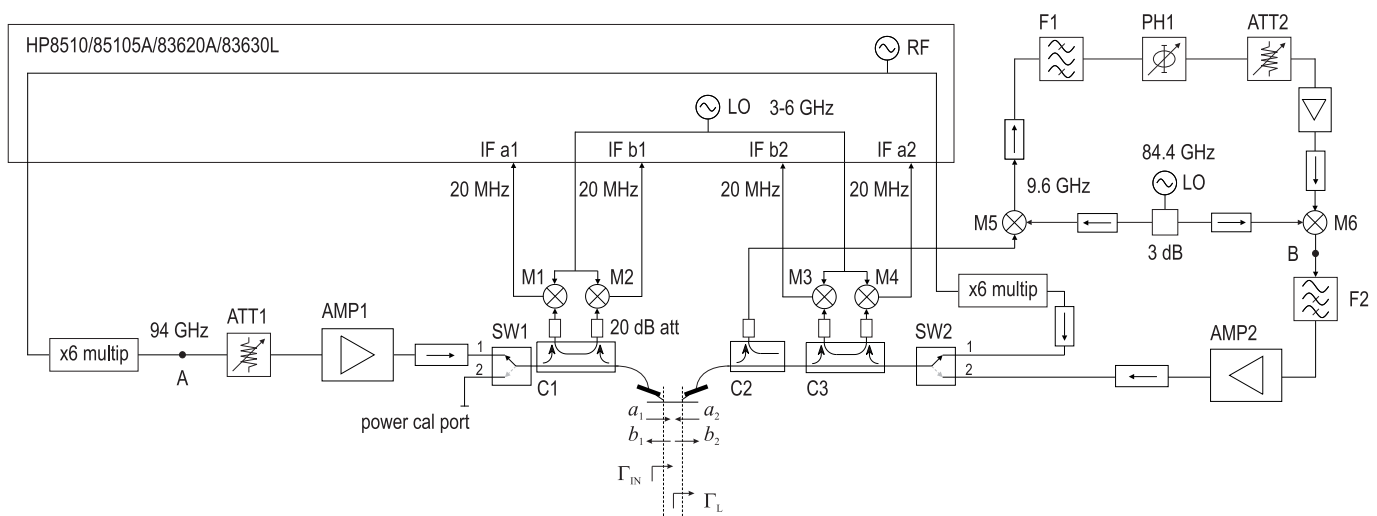 F1 PH1 ATT2
HP8510/85105A/83620A/83630L
RF
LO 3-6 GHz
IF a1 IF b1 IF b2 IF a2
84.4 GHz
20 MHz 20 MHz 20 MHz 20 MHz
9.6 GHz LO
M5 M6
3 dB
B
M1 M2 M3 M4
F2
x6 multip
AMP1
94 GHz ATT1 SW1 20 dB att SW2 AMP2
x6 multip
A
1
2
1
2
C1 C2 C3
power cal port
a₁ a₂
b₁ b₂
Γ_IN
Γ_L